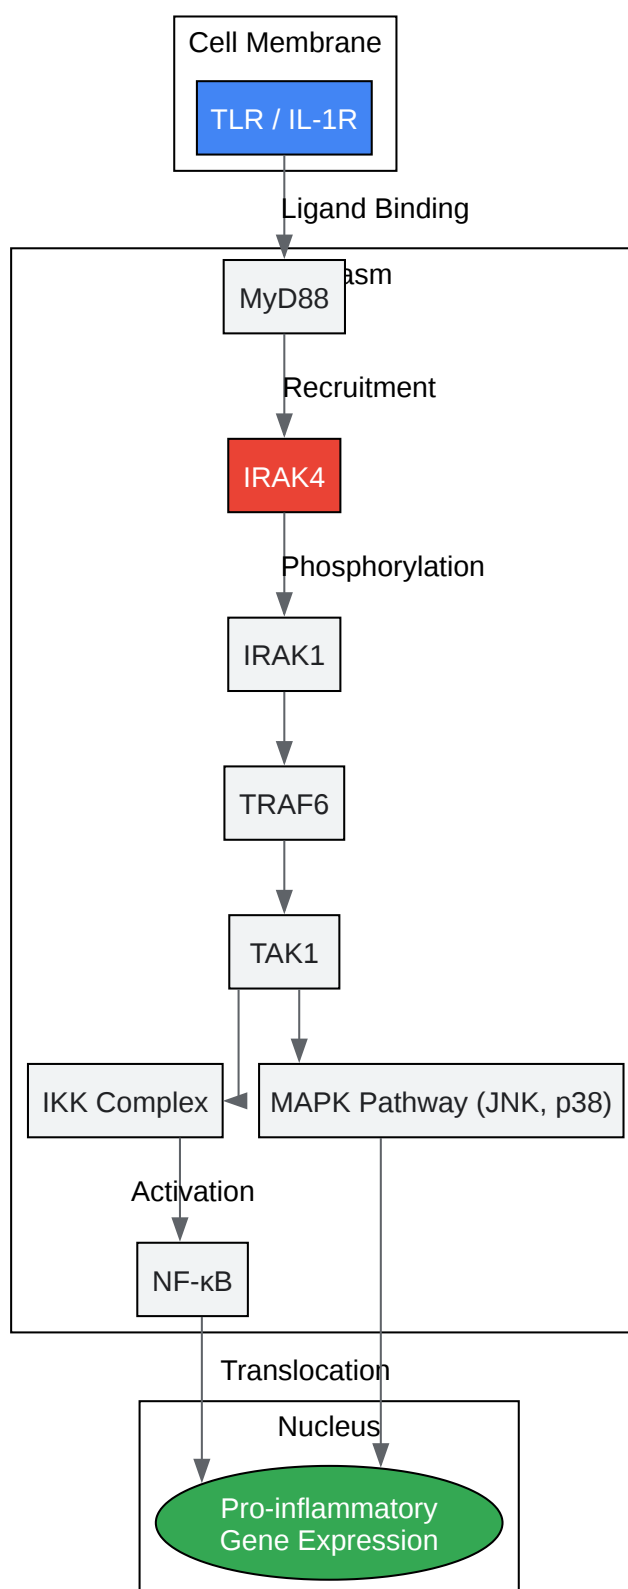 Cell Membrane
TLR / IL-1R
Ligand Binding
MyD88
Recruitment
IRAK4
Phosphorylation
IRAK1
TRAF6
TAK1
IKK Complex
MAPK Pathway (JNK, p38)
Activation
NF-κB
Translocation
Nucleus
Pro-inflammatory
Gene Expression